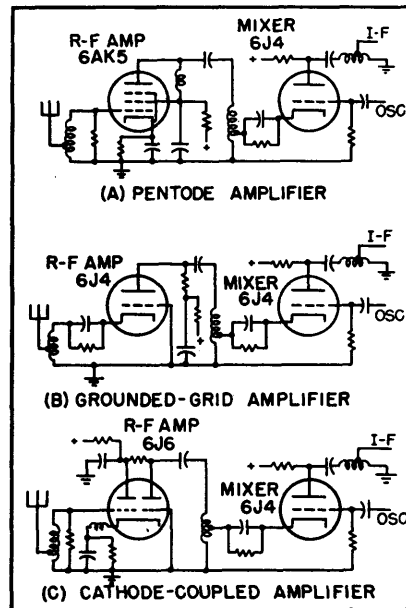 R-F AMP
6AK5
MIXER
6J4
I-F
OSC
(A) PENTODE AMPLIFIER
R-F AMP
6J4
MIXER
6J4
I-F
OSC
(B) GROUNDED-GRID AMPLIFIER
R-F AMP
6J6
MIXER
6J4
I-F
OSC
(C) CATHODE-COUPLED AMPLIFIER